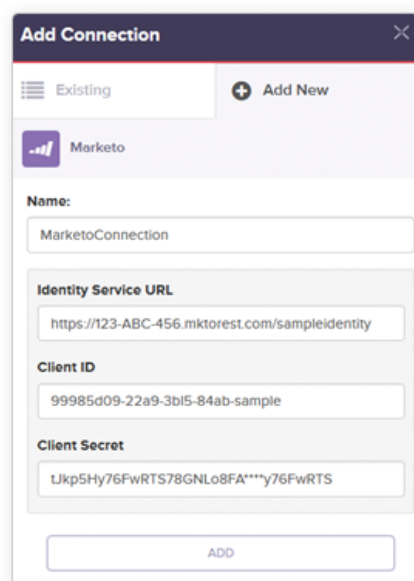 Add Connection
Existing
Add New
Marketo
Name:
MarketoConnection
Identity Service URL
https://123-ABC-456.mktorest.com/sampleidentity
Client ID
99985d09-22a9-3bl5-84ab-sample
Client Secret
tJkp5Hy76FwRTS78GNLo8FA****y76FwRTS
ADD